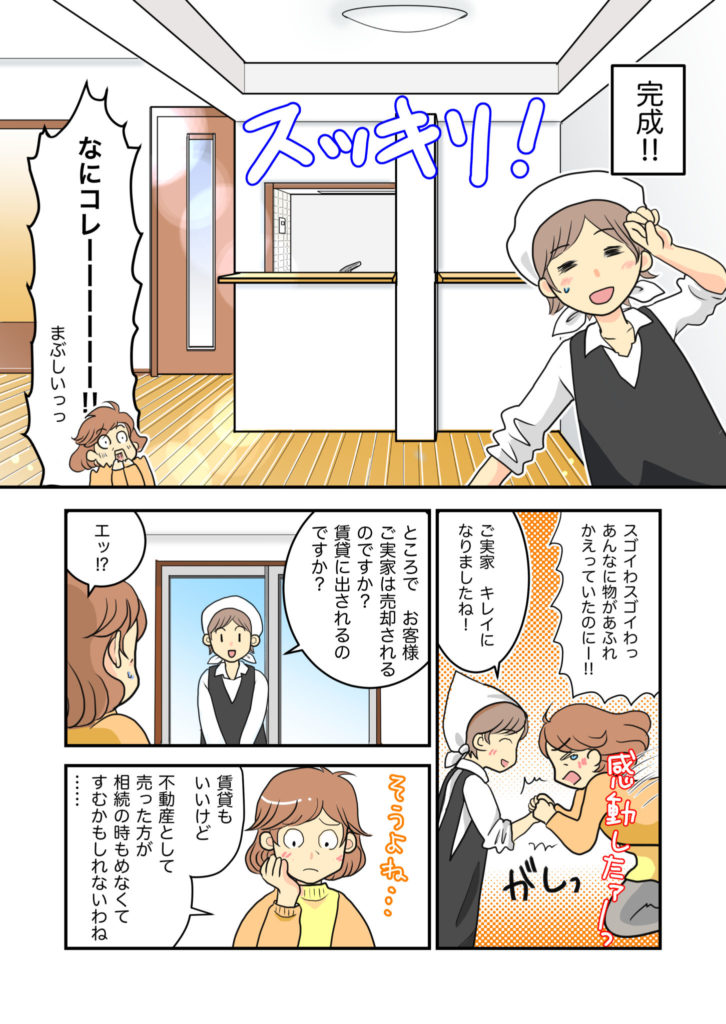 完成!!
スッキリ!
なにコレーーーーーーー!!
まぶしいっっ
スゴイわスゴイわっ
あんなに物があふれ
かえっていたのにー!!
感動したァーっ
がしっ
ご実家 キレイに
なりましたね!
ところで お客様
ご実家は売却される
のですか?
賃貸に出されるの
ですか?
エッ!?
そうよね・・・
賃貸も
いいけど
不動産として
売った方が
相続の時もめなくて
すむかもしれないわね
……